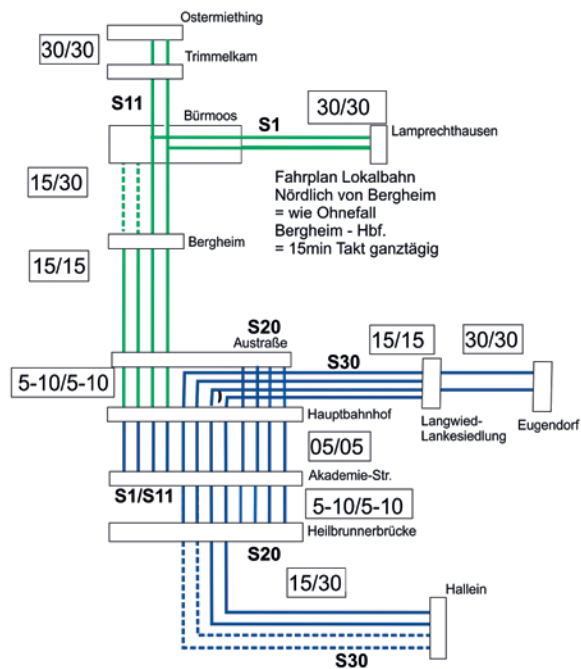 Ostermiething
30/30
Trimmelkam
S11
Bürmoos
S1
30/30
Lamprechthausen
15/30
Fahrplan Lokalbahn
Nördlich von Bergheim
= wie Ohnefall
Bergheim - Hbf.
= 15min Takt ganztägig
Bergheim
15/15
S20
Austraße
15/15
30/30
S30
5-10/5-10
Hauptbahnhof
Langwied-
Lankesiedlung
Eugendorf
05/05
Akademie-Str.
S1/S11
5-10/5-10
Heilbrunnerbrücke
S20
15/30
Hallein
S30